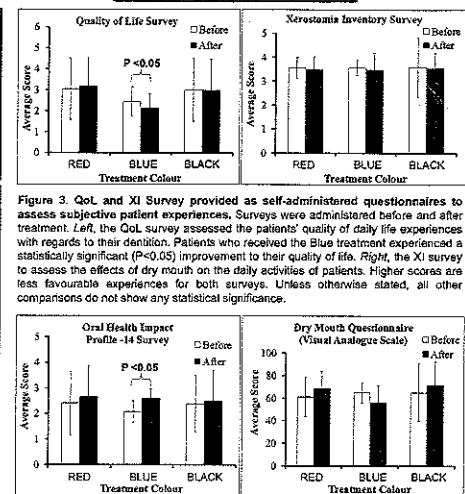 Quality of Life Survey
Before
After
P <0.05
Average Score
6
5
4
3
2
1
0
RED BLUE BLACK
Treatment Colour
Xerostomia Inventory Survey
Before
After
Average Score
5
4
3
2
1
0
RED BLUE BLACK
Treatment Colour
Figure 3. QoL and XI Survey provided as self-administered questionnaires to
assess subjective patient experiences. Surveys were administered before and after
treatment. Left, the QoL survey assessed the patients' quality of daily life experiences
with regards to their dentition. Patients who received the Blue treatment experienced a
statistically significant (P<0.05) improvement to their quality of life. Right, the XI survey
to assess the effects of dry mouth on the daily activities of patients. Higher scores are
less favourable experiences for both surveys. Unless otherwise stated, all other
comparisons do not show any statistical significance.
Oral Health Impact
Profile -14 Survey
Before
After
P <0.05
Average Score
5
4
3
2
1
0
RED BLUE BLACK
Treatment Colour
Dry Mouth Questionnaire
(Visual Analogue Scale)
Before
After
Average Score
100
80
60
40
20
0
RED BLUE BLACK
Treatment Colour